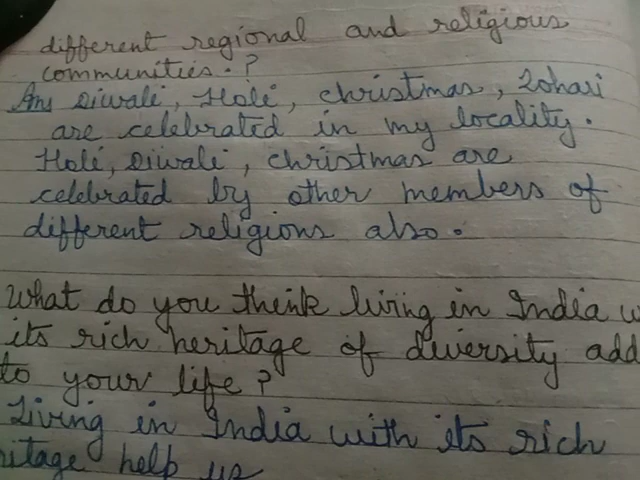 different regional and religious
communities.?
Ans Diwali, Holi, christmas, Lohari
are celebrated in my locality.
Holi, Diwali, christmas are
celebrated by other members of
different religions also.
What do you think living in India w
its rich heritage of diversity add
to your life?
Living in India with its rich
ritage help us